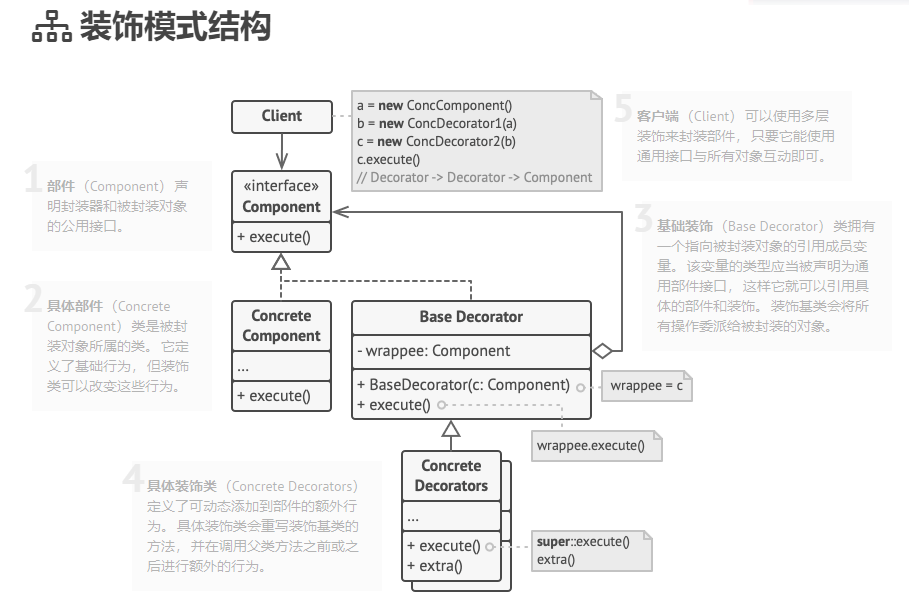 装饰模式结构
Client
a = new ConcComponent()
b = new ConcDecorator1(a)
c = new ConcDecorator2(b)
c.execute()
// Decorator -> Decorator -> Component
5
客户端（Client） 可以使用多层
装饰来封装部件， 只要它能使用
通用接口与所有对象互动即可。
1
部件 （Component） 声
明封装器和被封装对象
的公用接口。
«interface»
Component
+ execute()
3
基础装饰 （Base Decorator） 类拥有
一个指向被封装对象的引用成员变
量。 该变量的类型应当被声明为通
用部件接口， 这样它就可以引用具
体的部件和装饰。 装饰基类会将所
有操作委派给被封装的对象。
2
具体部件 （Concrete
Component） 类是被封
装对象所属的类。 它定
义了基础行为， 但装饰
类可以改变这些行为。
Concrete
Component
...
+ execute()
Base Decorator
- wrappee: Component
+ BaseDecorator(c: Component)
+ execute()
wrappee = c
wrappee.execute()
4
具体装饰类 （Concrete Decorators）
定义了可动态添加到部件的额外行
为。 具体装饰类会重写装饰基类的
方法， 并在调用父类方法之前或之
后进行额外的行为。
Concrete
Decorators
...
+ execute()
+ extra()
super::execute()
extra()